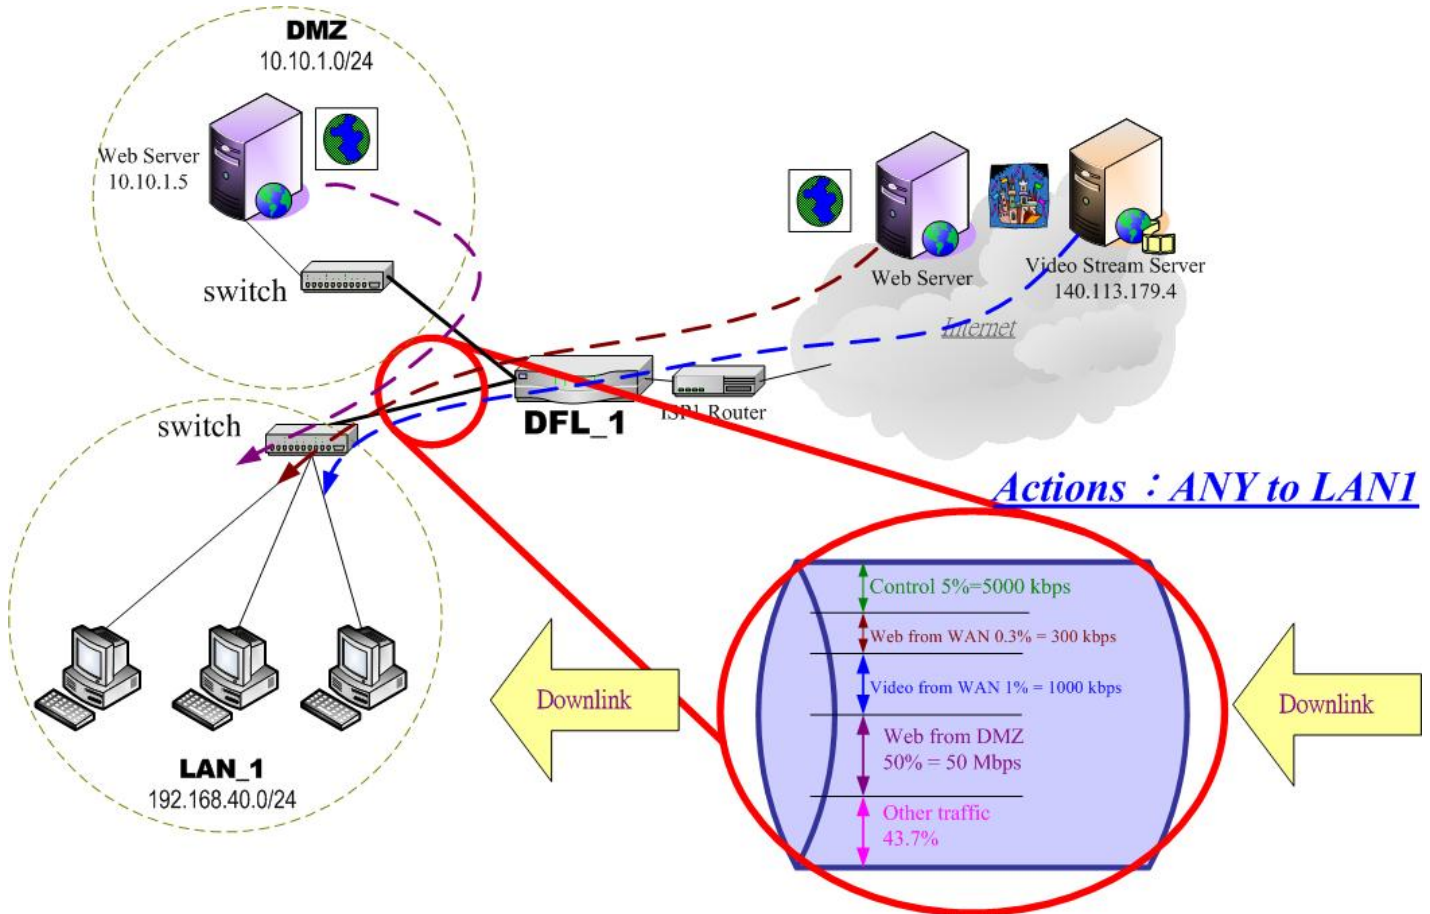 DMZ
10.10.1.0/24
Web Server
10.10.1.5
switch
Web Server
Video Stream Server
140.113.179.4
Internet
ISP1 Router
DFL_1
switch
Actions：ANY to LAN1
Control 5%=5000 kbps
Web from WAN 0.3% = 300 kbps
Video from WAN 1% = 1000 kbps
Web from DMZ
50% = 50 Mbps
Other traffic
43.7%
Downlink
Downlink
LAN_1
192.168.40.0/24